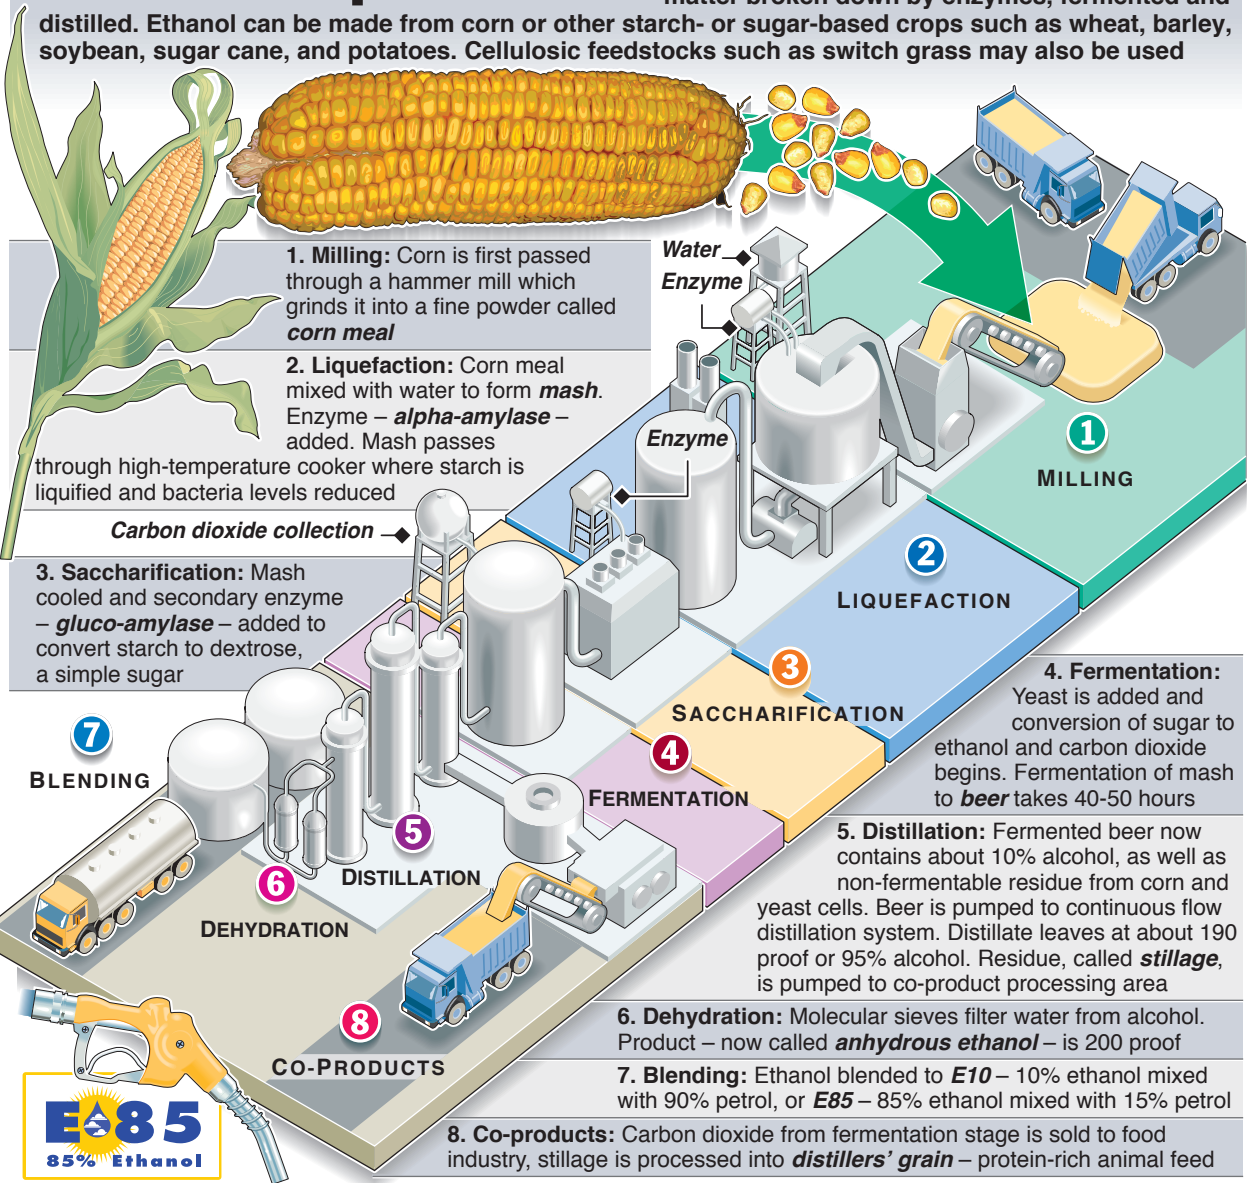 matter broken down by enzymes, fermented and
distilled. Ethanol can be made from corn or other starch- or sugar-based crops such as wheat, barley,
soybean, sugar cane, and potatoes. Cellulosic feedstocks such as switch grass may also be used
1. Milling: Corn is first passed
through a hammer mill which
grinds it into a fine powder called
corn meal
Water
Enzyme
2. Liquefaction: Corn meal
mixed with water to form mash.
Enzyme – alpha-amylase –
added. Mash passes
through high-temperature cooker where starch is
liquified and bacteria levels reduced
Enzyme
1
MILLING
Carbon dioxide collection
2
LIQUEFACTION
3. Saccharification: Mash
cooled and secondary enzyme
– gluco-amylase – added to
convert starch to dextrose,
a simple sugar
3
SACCHARIFICATION
4. Fermentation:
Yeast is added and
conversion of sugar to
ethanol and carbon dioxide
begins. Fermentation of mash
to beer takes 40-50 hours
7
BLENDING
4
FERMENTATION
5
DISTILLATION
6
DEHYDRATION
5. Distillation: Fermented beer now
contains about 10% alcohol, as well as
non-fermentable residue from corn and
yeast cells. Beer is pumped to continuous flow
distillation system. Distillate leaves at about 190
proof or 95% alcohol. Residue, called stillage,
is pumped to co-product processing area
8
CO-PRODUCTS
6. Dehydration: Molecular sieves filter water from alcohol.
Product – now called anhydrous ethanol – is 200 proof
7. Blending: Ethanol blended to E10 – 10% ethanol mixed
with 90% petrol, or E85 – 85% ethanol mixed with 15% petrol
E85
85% Ethanol
8. Co-products: Carbon dioxide from fermentation stage is sold to food
industry, stillage is processed into distillers' grain – protein-rich animal feed